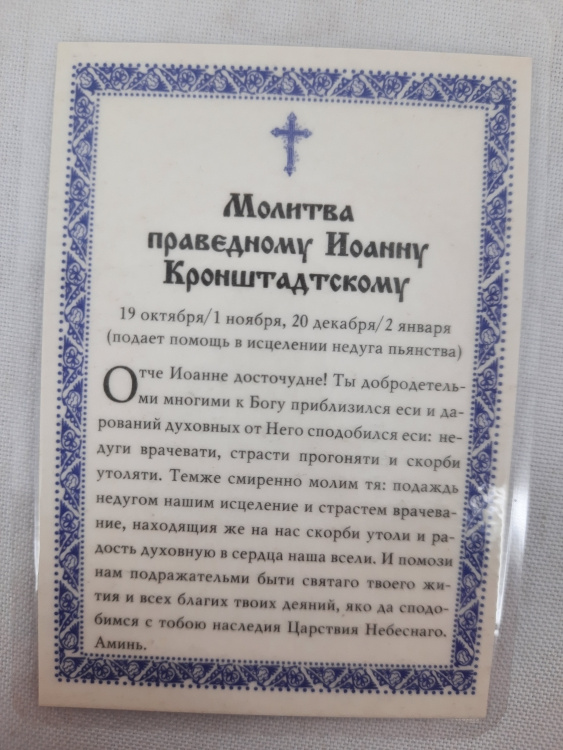 Молитва
праведному Иоанну
Кронштадтскому
19 октября/1 ноября, 20 декабря/2 января
(подает помощь в исцелении недуга пьянства)
Отче Иоанне досточудне! Ты добродетель-
ми многими к Богу приблизился еси и да-
рований духовных от Него сподобился еси: не-
дуги врачевати, страсти прогоняти и скорби
утоляти. Темже смиренно молим тя: подаждь
недугом нашим исцеление и страстем врачева-
ние, находящия же на нас скорби утоли и ра-
дость духовную в сердца наша всели. И помози
нам подражательми быти святаго твоего жи-
тия и всех благих твоих деяний, яко да сподо-
бимся с тобою наследия Царствия Небеснаго.
Аминь.